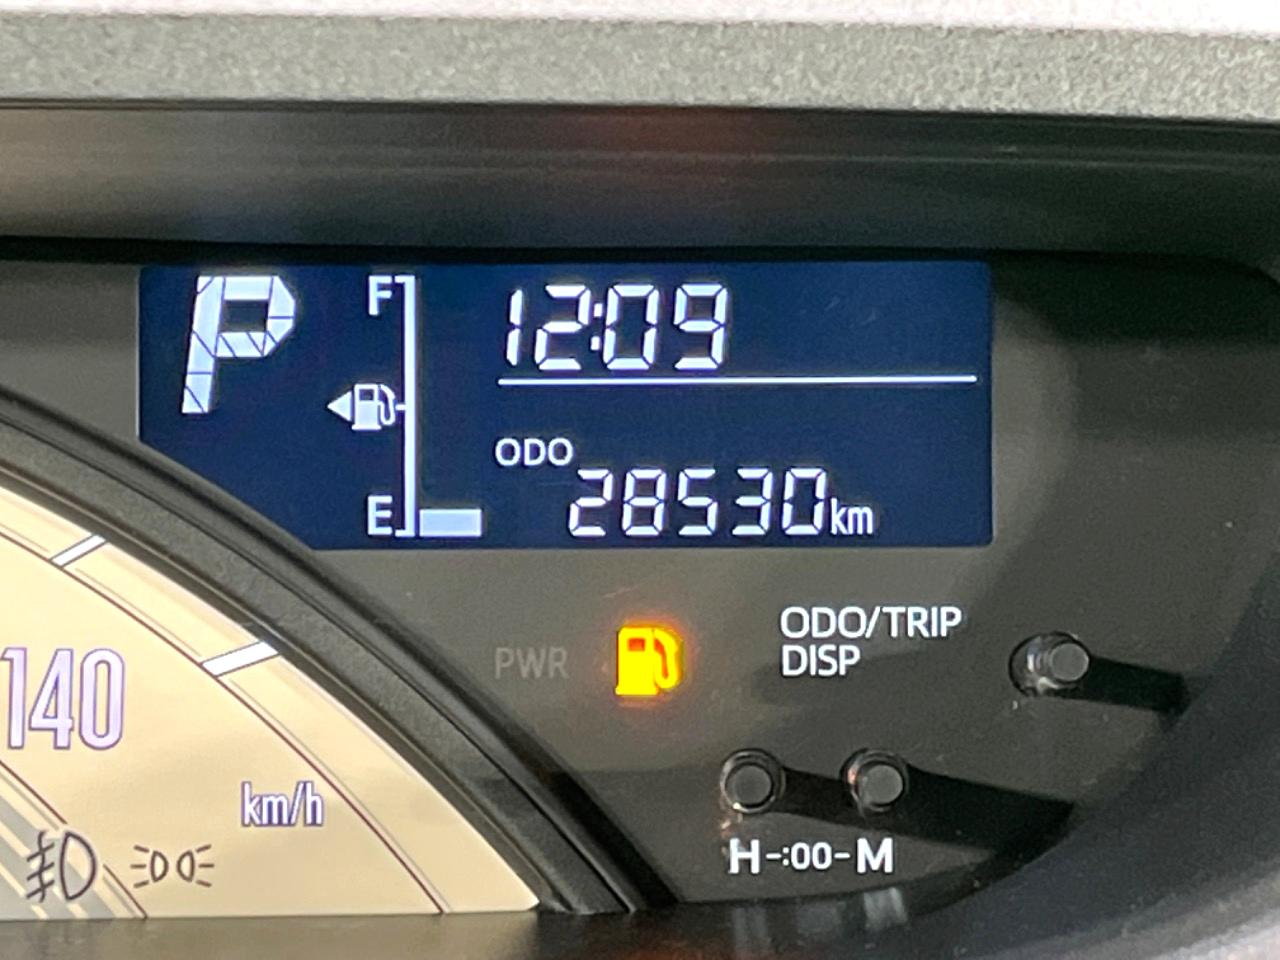 P
F
12:09
ODO
E
28530km
PWR
ODO/TRIP
DISP
140
km/h
H-:00-M